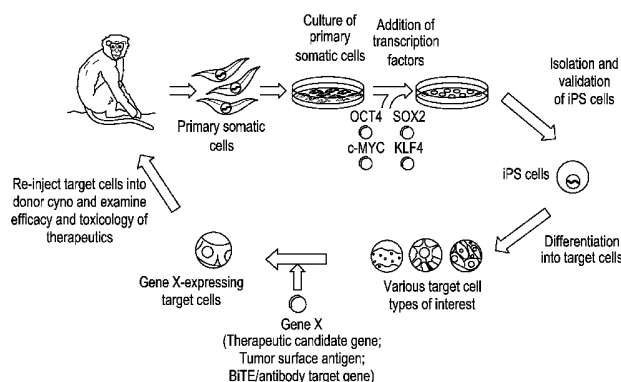 Culture of
primary
somatic cells
Addition of
transcription
factors
Primary somatic
cells
OCT4
SOX2
c-MYC
KLF4
Isolation and
validation
of iPS cells
iPS cells
Differentiation
into target cells
Various target cell
types of interest
Gene X
(Therapeutic candidate gene;
Tumor surface antigen;
BiTE/antibody target gene)
Gene X-expressing
target cells
Re-inject target cells into
donor cyno and examine
efficacy and toxicology of
therapeutics